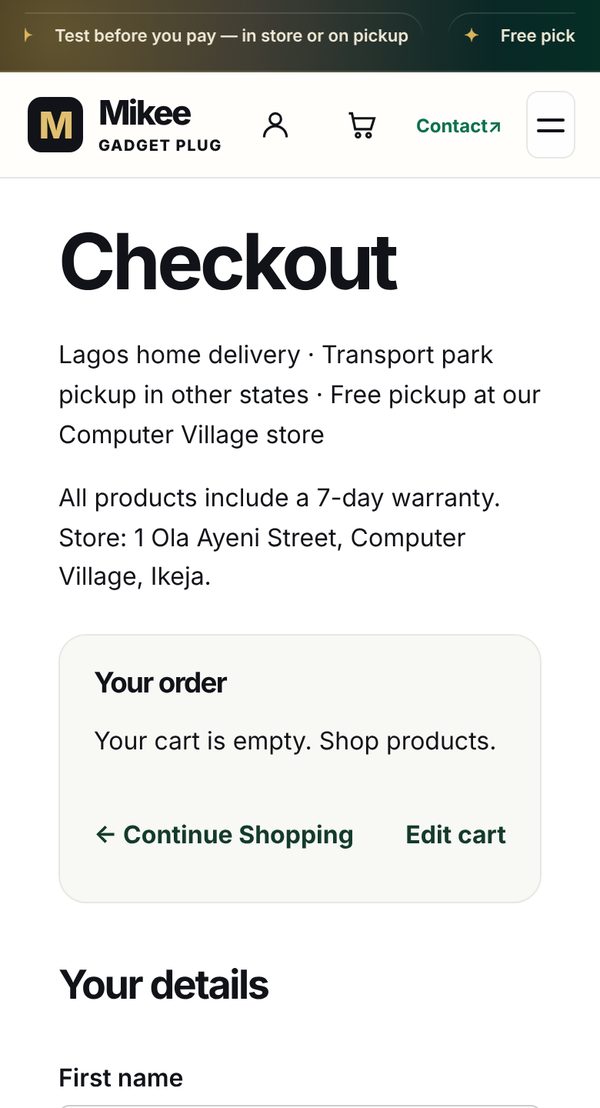 Test before you pay — in store or on pickup
Free pick
M
Mikee
GADGET PLUG
Contact↗
Checkout
Lagos home delivery · Transport park
pickup in other states · Free pickup at our
Computer Village store
All products include a 7-day warranty.
Store: 1 Ola Ayeni Street, Computer
Village, Ikeja.
Your order
Your cart is empty. Shop products.
← Continue Shopping
Edit cart
Your details
First name